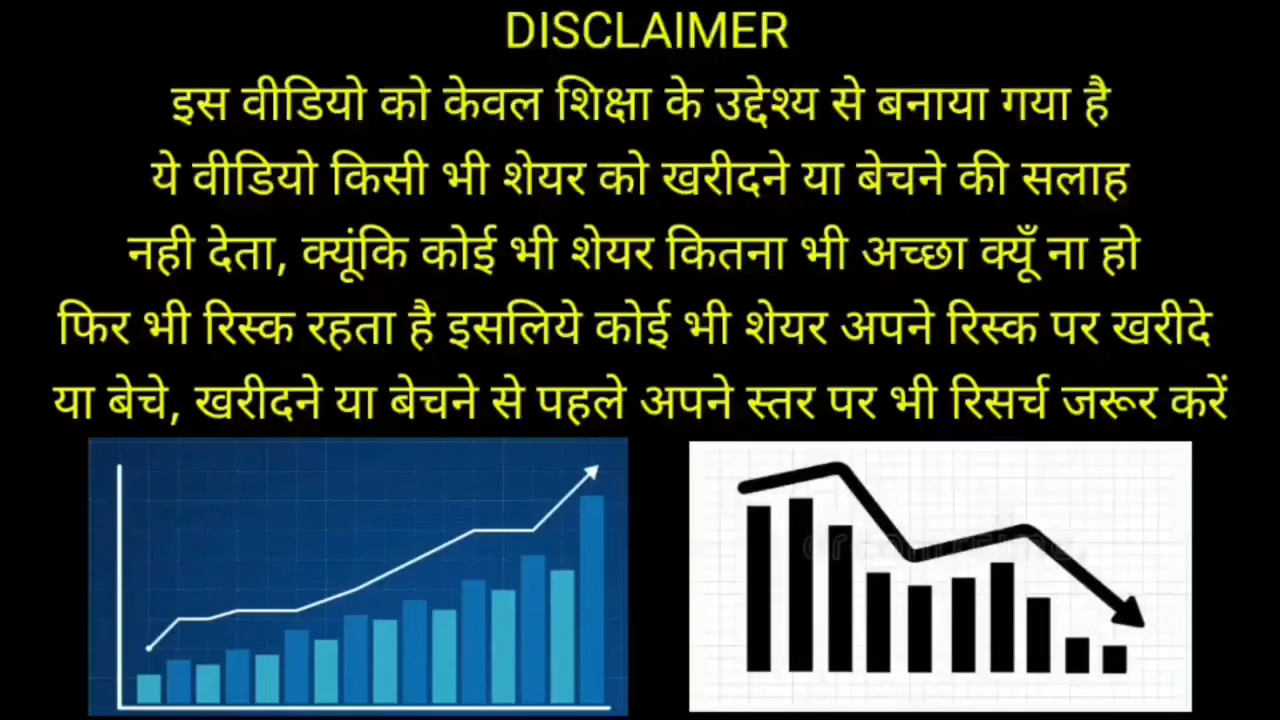 DISCLAIMER
इस वीडियो को केवल शिक्षा के उद्देश्य से बनाया गया है
ये वीडियो किसी भी शेयर को खरीदने या बेचने की सलाह
नही देता, क्यूंकि कोई भी शेयर कितना भी अच्छा क्यूँ ना हो
फिर भी रिस्क रहता है इसलिये कोई भी शेयर अपने रिस्क पर खरीदे
या बेचे, खरीदने या बेचने से पहले अपने स्तर पर भी रिसर्च जरूर करें